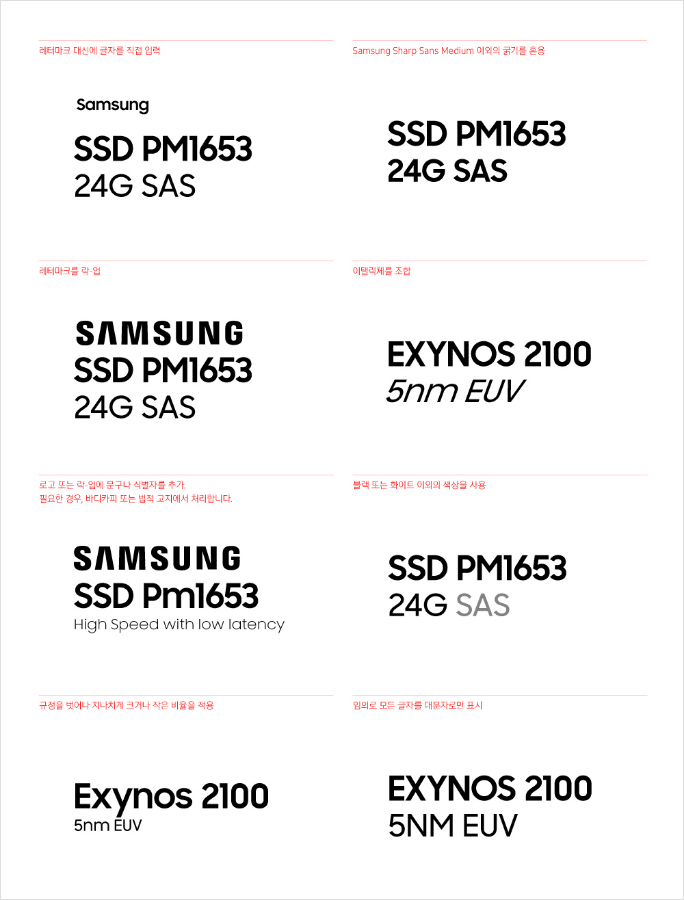 레터마크 대신에 글자를 직접 입력
Samsung
SSD PM1653
24G SAS
Samsung Sharp Sans Medium 이외의 굵기를 혼용
SSD PM1653
24G SAS
레터마크를 락-업
SAMSUNG
SSD PM1653
24G SAS
이탤릭체를 조합
EXYNOS 2100
5nm EUV
로고 또는 락-업에 문구나 식별자를 추가.
필요한 경우, 바디카피 또는 법적 고지에서 처리합니다.
SAMSUNG
SSD Pm1653
High Speed with low latency
블랙 또는 화이트 이외의 색상을 사용
SSD PM1653
24G SAS
규정을 벗어나 지나치게 크거나 작은 비율을 적용
Exynos 2100
5nm EUV
임의로 모든 글자를 대문자로만 표시
EXYNOS 2100
5NM EUV